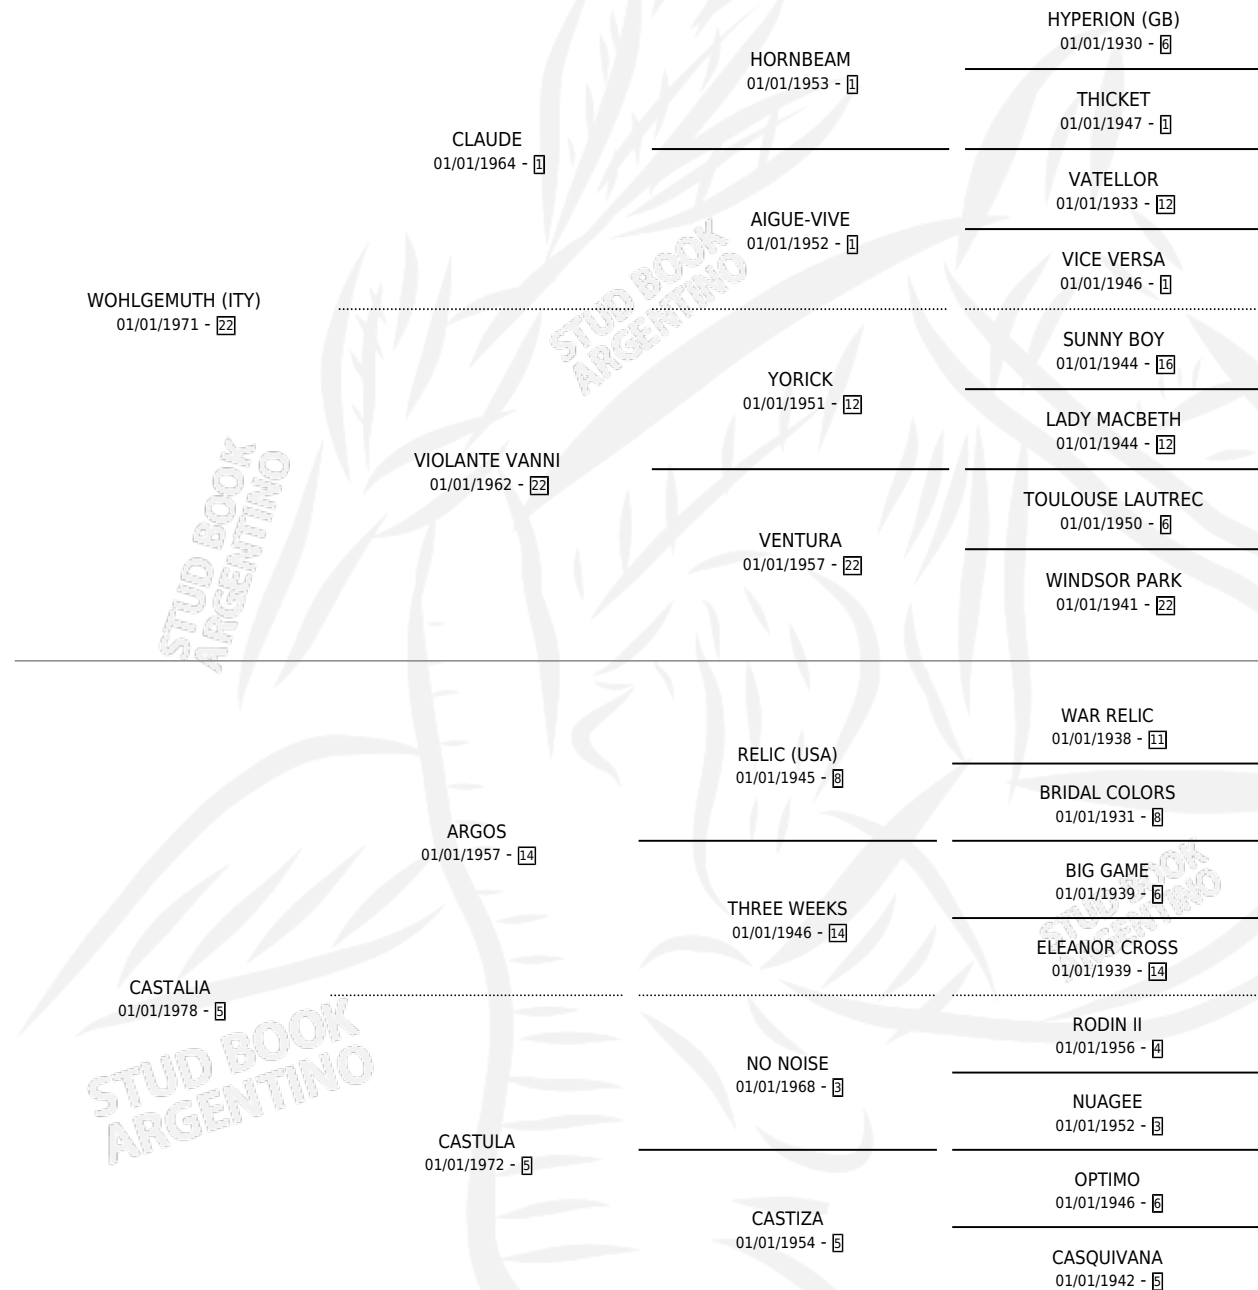 HYPERION (GB)
01/01/1930 - 6
HORNBEAM
01/01/1953 - 1
THICKET
01/01/1947 - 1
CLAUDE
01/01/1964 - 1
VATELLOR
01/01/1933 - 12
AIGUE-VIVE
01/01/1952 - 1
VICE VERSA
01/01/1946 - 1
WOHLGEMUTH (ITY)
01/01/1971 - 22
STUD BOOK
ARGENTINO
SUNNY BOY
01/01/1944 - 16
YORICK
01/01/1951 - 12
LADY MACBETH
01/01/1944 - 12
VIOLANTE VANNI
01/01/1962 - 22
TOULOUSE LAUTREC
01/01/1950 - 6
VENTURA
01/01/1957 - 22
WINDSOR PARK
01/01/1941 - 22
STUD BOOK
ARGENTINO
WAR RELIC
01/01/1938 - 11
RELIC (USA)
01/01/1945 - 8
BRIDAL COLORS
01/01/1931 - 8
ARGOS
01/01/1957 - 14
BIG GAME
01/01/1939 - 6
THREE WEEKS
01/01/1946 - 14
ELEANOR CROSS
01/01/1939 - 14
STUD BOOK
ARGENTINO
CASTALIA
01/01/1978 - 5
STUD BOOK
ARGENTINO
RODIN II
01/01/1956 - 4
NO NOISE
01/01/1968 - 3
NUAGEE
01/01/1952 - 3
CASTULA
01/01/1972 - 5
OPTIMO
01/01/1946 - 6
CASTIZA
01/01/1954 - 5
CASQUIVANA
01/01/1942 - 5